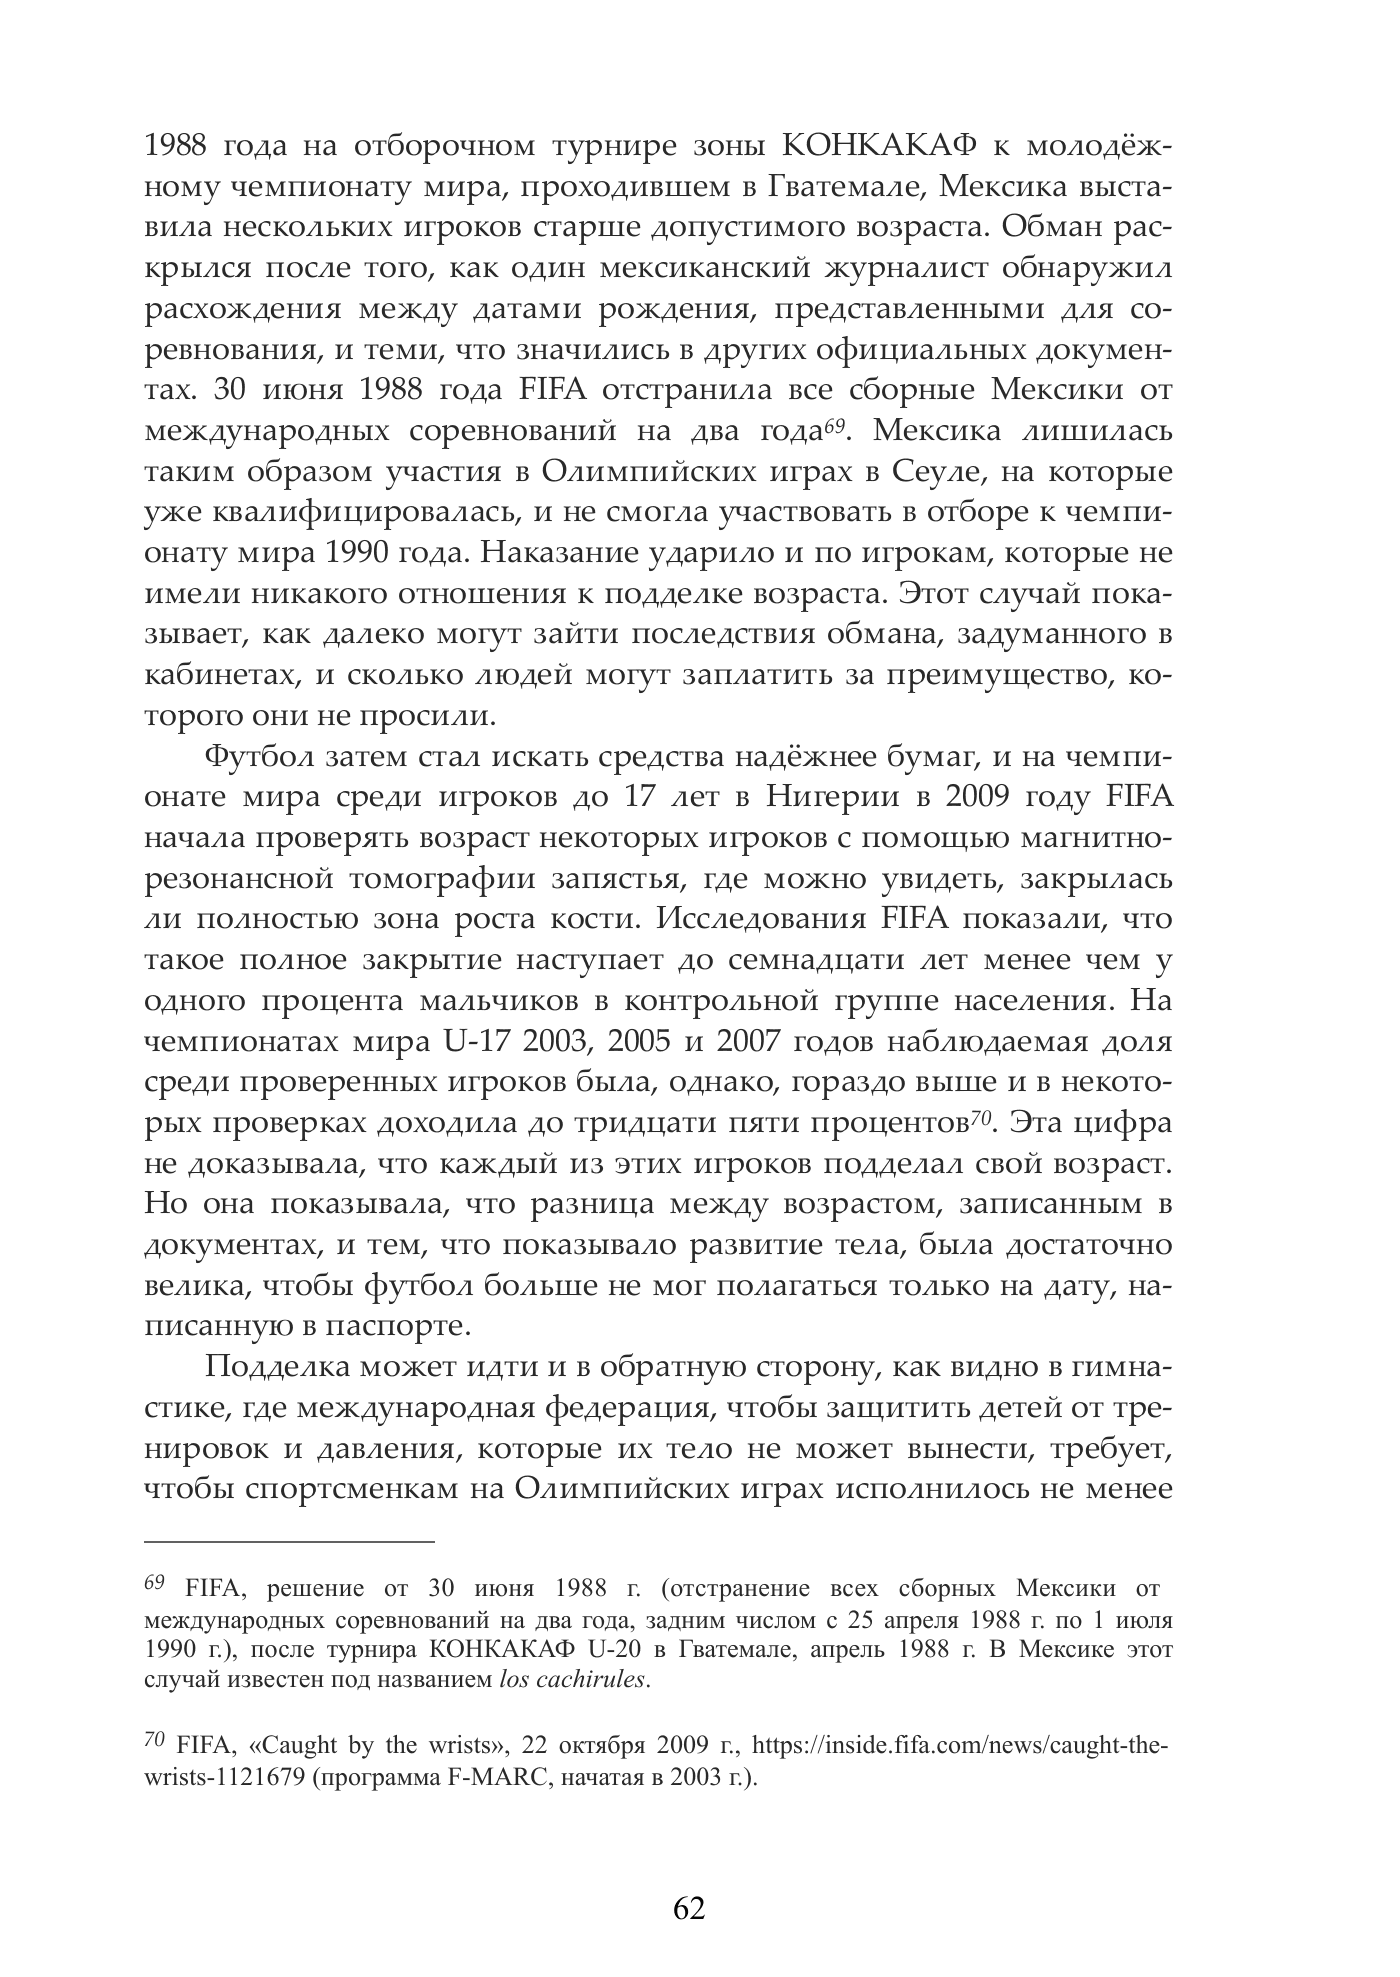 1988 года на отборочном турнире зоны КОНКАКАФ к молодёж-
ному чемпионату мира, проходившем в Гватемале, Мексика выста-
вила нескольких игроков старше допустимого возраста. Обман рас-
крылся после того, как один мексиканский журналист обнаружил
расхождения между датами рождения, представленными для со-
ревнования, и теми, что значились в других официальных докумен-
тах. 30 июня 1988 года FIFA отстранила все сборные Мексики от
международных соревнований на два года69. Мексика лишилась
таким образом участия в Олимпийских играх в Сеуле, на которые
уже квалифицировалась, и не смогла участвовать в отборе к чемпи-
онату мира 1990 года. Наказание ударило и по игрокам, которые не
имели никакого отношения к подделке возраста. Этот случай пока-
зывает, как далеко могут зайти последствия обмана, задуманного в
кабинетах, и сколько людей могут заплатить за преимущество, ко-
торого они не просили.
Футбол затем стал искать средства надёжнее бумаг, и на чемпи-
онате мира среди игроков до 17 лет в Нигерии в 2009 году FIFA
начала проверять возраст некоторых игроков с помощью магнитно-
резонансной томографии запястья, где можно увидеть, закрылась
ли полностью зона роста кости. Исследования FIFA показали, что
такое полное закрытие наступает до семнадцати лет менее чем у
одного процента мальчиков в контрольной группе населения. На
чемпионатах мира U-17 2003, 2005 и 2007 годов наблюдаемая доля
среди проверенных игроков была, однако, гораздо выше и в некото-
рых проверках доходила до тридцати пяти процентов70. Эта цифра
не доказывала, что каждый из этих игроков подделал свой возраст.
Но она показывала, что разница между возрастом, записанным в
документах, и тем, что показывало развитие тела, была достаточно
велика, чтобы футбол больше не мог полагаться только на дату, на-
писанную в паспорте.
Подделка может идти и в обратную сторону, как видно в гимна-
стике, где международная федерация, чтобы защитить детей от тре-
нировок и давления, которые их тело не может вынести, требует,
чтобы спортсменкам на Олимпийских играх исполнилось не менее
69 FIFA, решение от 30 июня 1988 г. (отстранение всех сборных Мексики от
международных соревнований на два года, задним числом с 25 апреля 1988 г. по 1 июля
1990 г.), после турнира КОНКАКАФ U-20 в Гватемале, апрель 1988 г. В Мексике этот
случай известен под названием los cachirules.
70 FIFA, «Caught by the wrists», 22 октября 2009 г., https://inside.fifa.com/news/caught-the-
wrists-1121679 (программа F-MARC, начатая в 2003 г.).
62